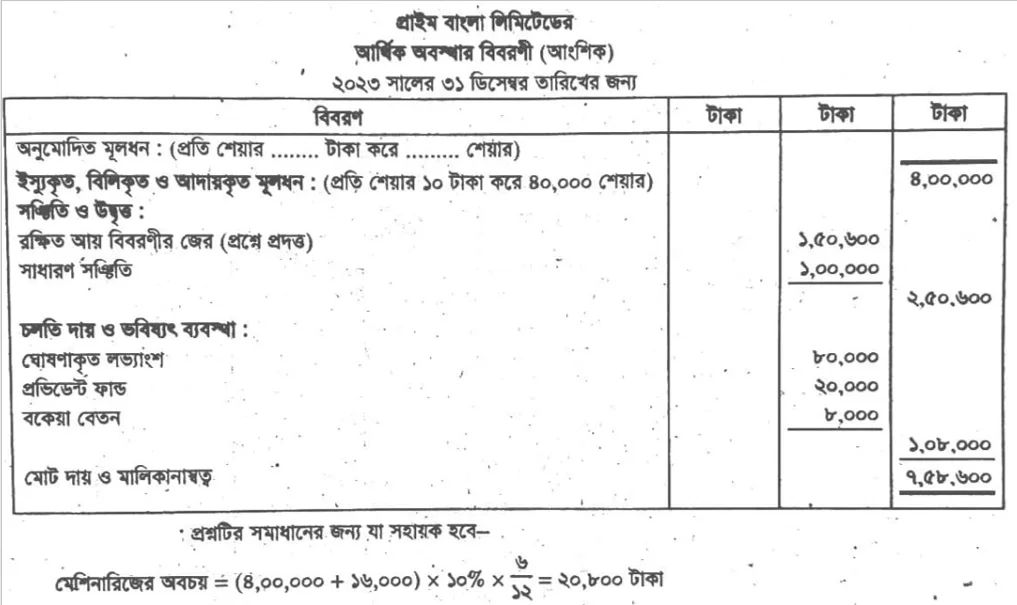 প্রাইম বাংলা লিমিটেডের
আর্থিক অবস্থার বিবরণী (আংশিক)
২০২৩ সালের ৩১ ডিসেম্বর তারিখের জন্য
বিবরণ টাকা টাকা টাকা
অনুমোদিত মূলধন : (প্রতি শেয়ার ........ টাকা করে ......... শেয়ার)
ইস্যুকৃত, বিলিকৃত ও আদায়কৃত মূলধন : (প্রতি শেয়ার ১০ টাকা করে ৪০,০০০ শেয়ার) ৪,০০,০০০
সঞ্চিতি ও উদ্বৃত্ত :
রক্ষিত আয় বিবরণীর জের (প্রশ্নে প্রদত্ত) ১,৫০,৬০০
সাধারণ সঞ্চিতি ১,০০,০০০
২,৫০,৬০০
চলতি দায় ও ভবিষ্যৎ ব্যবস্থা :
ঘোষণাকৃত লভ্যাংশ ৮০,০০০
প্রভিডেন্ট ফান্ড ২০,০০০
বকেয়া বেতন ৮,০০০
১,০৮,০০০
মোট দায় ও মালিকানাস্বত্ব ৭,৫৮,৬০০
: প্রশ্নটির সমাধানের জন্য যা সহায়ক হবে–
মেশিনারিজের অবচয় = (৪,০০,০০০ + ১৬,০০০) × ১০% × ৬/১২ = ২০,৮০০ টাকা